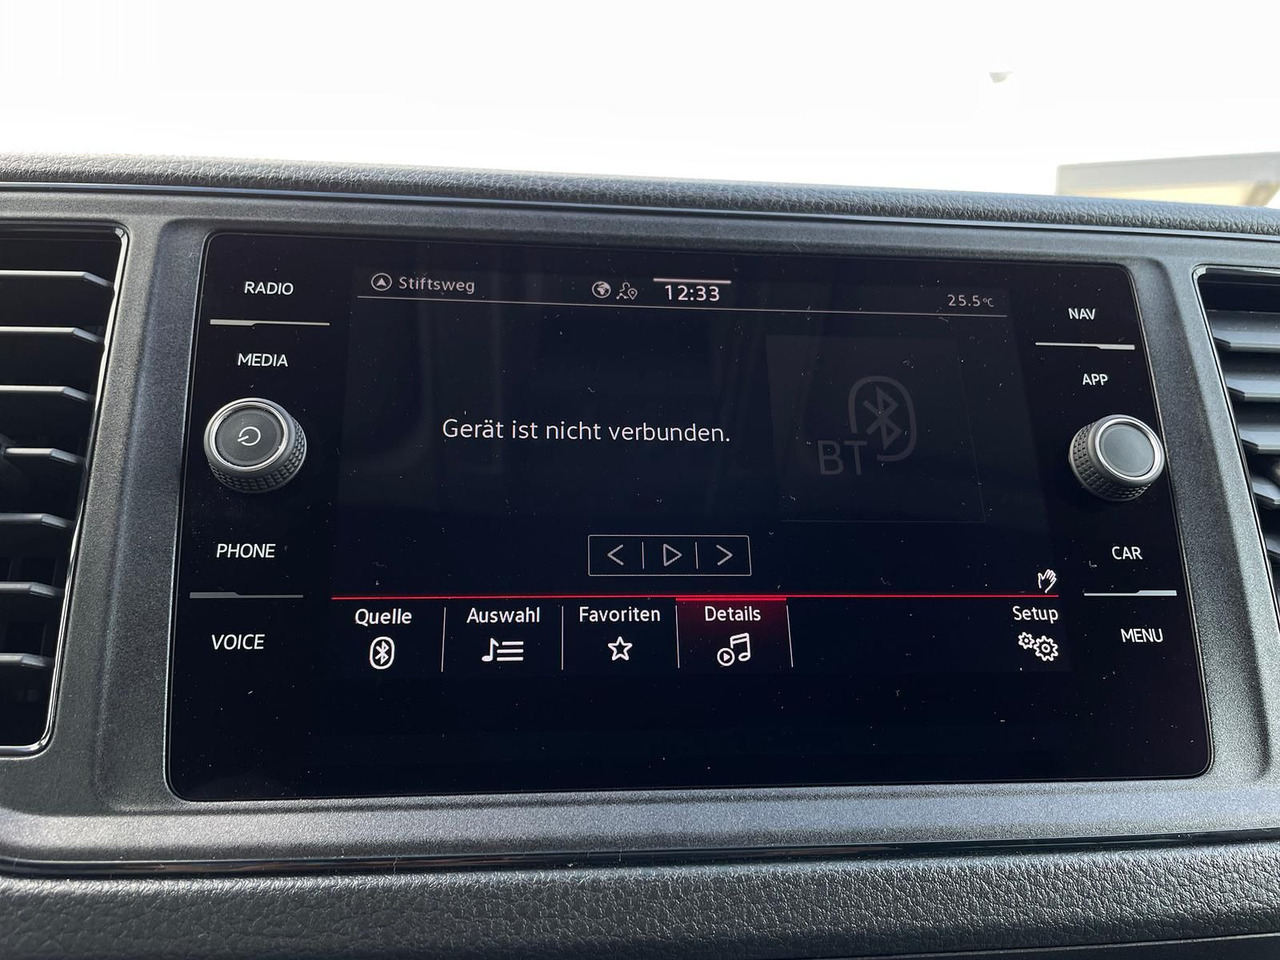 RADIO
MEDIA
PHONE
VOICE
Stiftsweg
12:33
25.5°C
Gerät ist nicht verbunden.
BT
Quelle
Auswahl
Favoriten
Details
Setup
NAV
APP
CAR
MENU